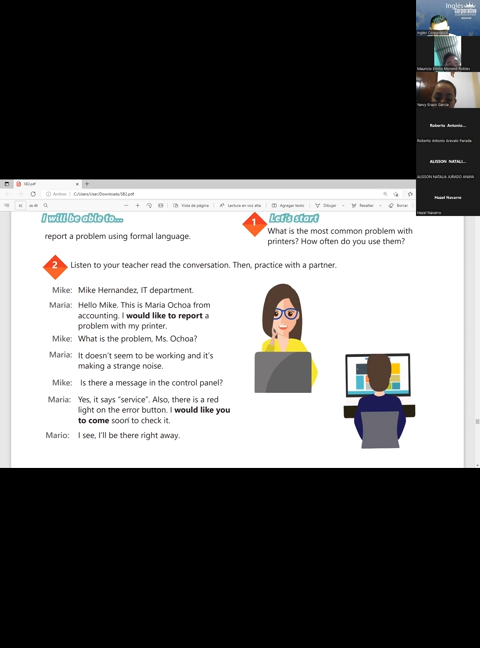 Inglés
Corporativo
Inglés Corporativo
Mauricio Emilio Moreno Robles
Nancy Erazo Garcia
Roberto Antonio...
Roberto Antonio Arevalo Parada
ALISSON NATALI...
ALISSON NATALIA JURADO ANAYA
Hazel Navarro
Hazel Navarro
SB2.pdf
Archivo
C:/Users/User/Downloads/SB2.pdf
Vista de página
Lectura en voz alta
Agregar texto
Dibujar
Resaltar
Borrar
I will be able to...
report a problem using formal language.
1
Let's start
What is the most common problem with
printers? How often do you use them?
2
Listen to your teacher read the conversation. Then, practice with a partner.
Mike: Mike Hernandez, IT department.
Maria: Hello Mike. This is Maria Ochoa from
accounting. I would like to report a
problem with my printer.
Mike: What is the problem, Ms. Ochoa?
Maria: It doesn't seem to be working and it's
making a strange noise.
Mike: Is there a message in the control panel?
Maria: Yes, it says "service". Also, there is a red
light on the error button. I would like you
to come soon to check it.
Mario: I see, I'll be there right away.